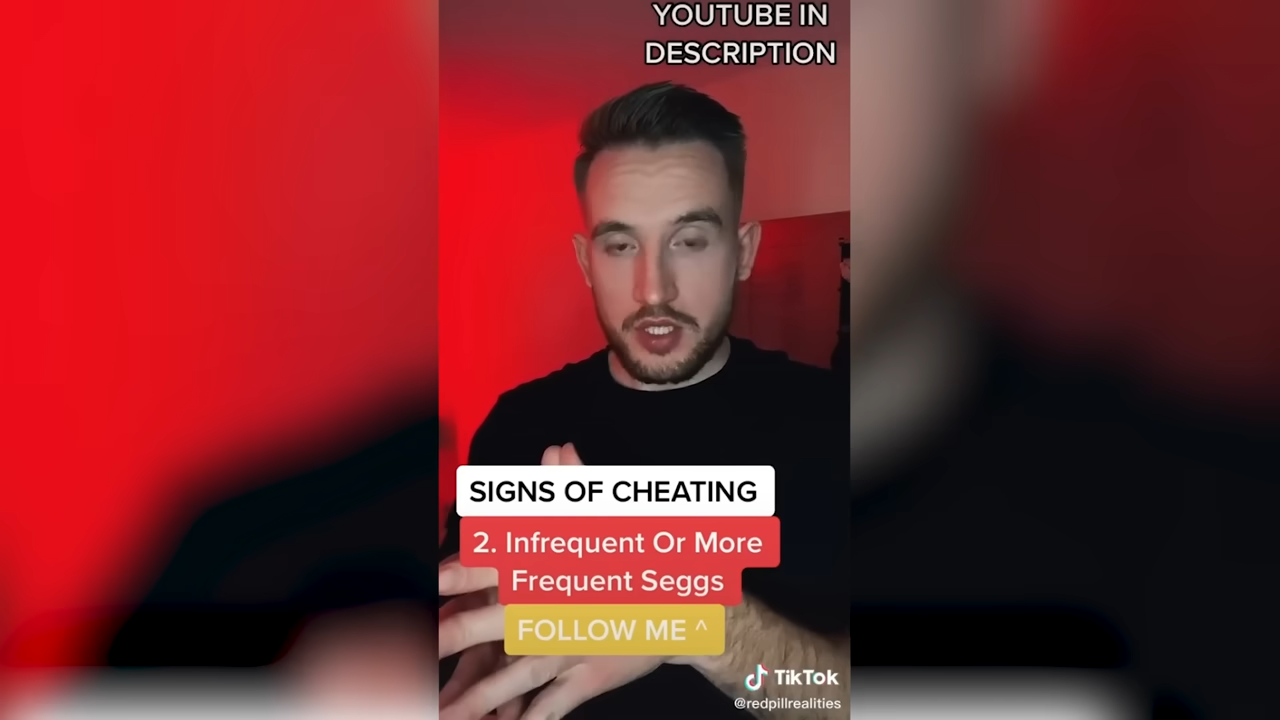 YOUTUBE IN
DESCRIPTION
SIGNS OF CHEATING
2. Infrequent Or More
Frequent Seggs
FOLLOW ME ^
TikTok
@redpillrealities